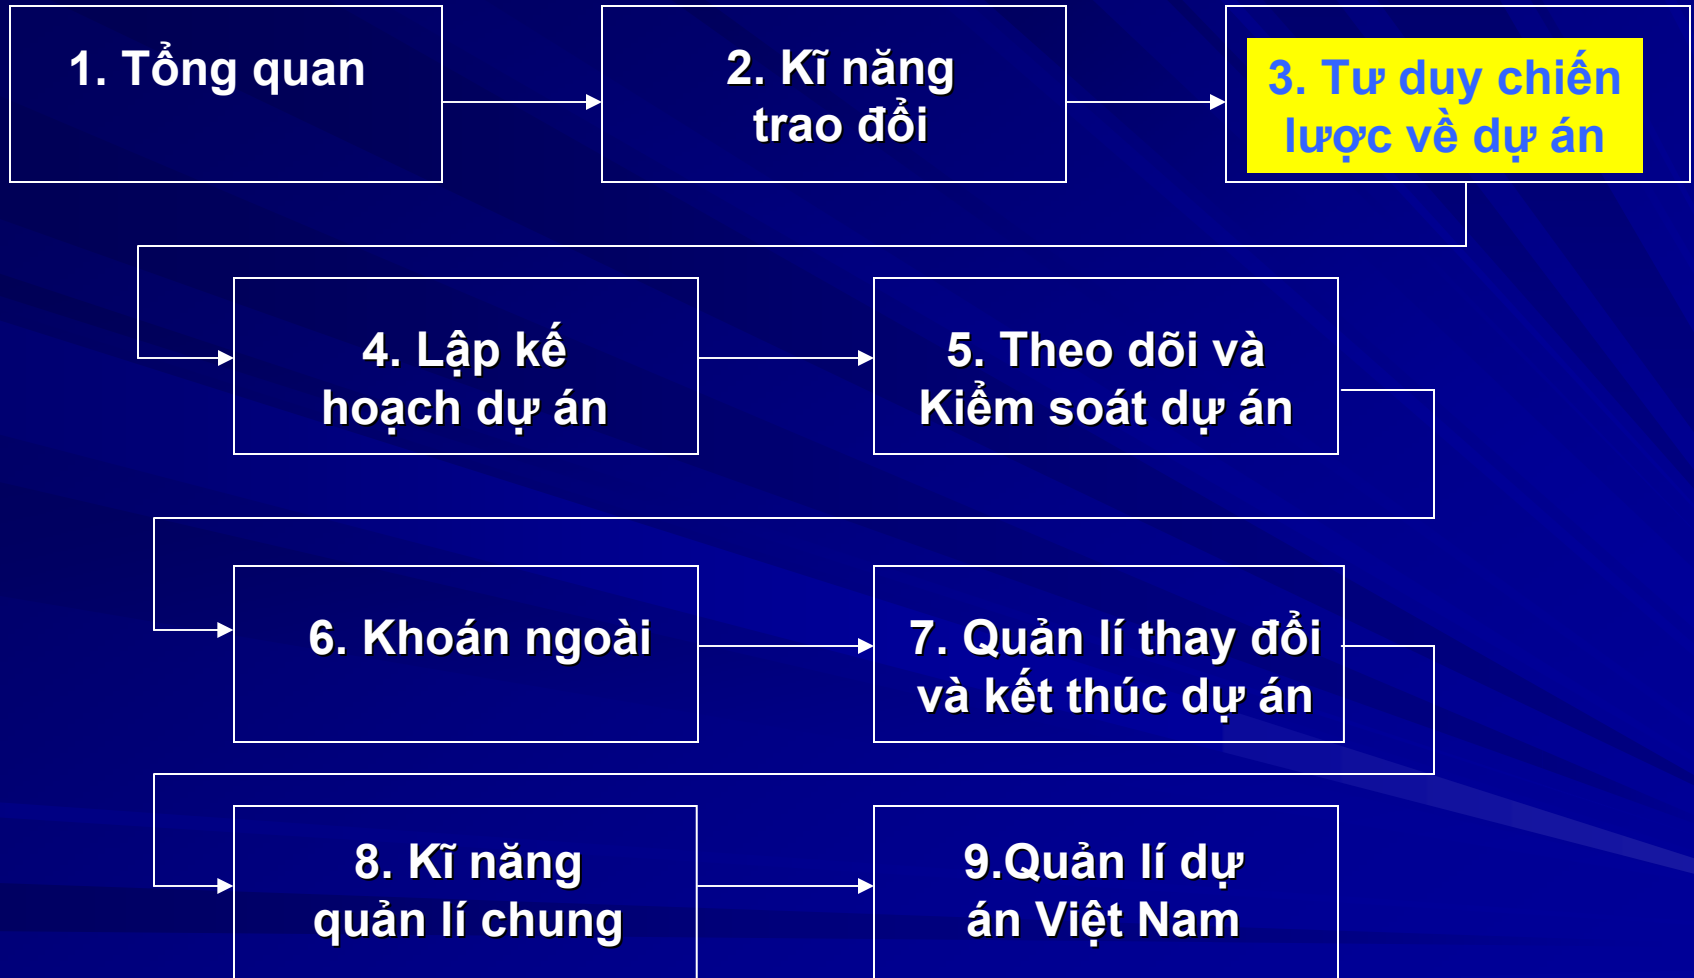 1. Tổng quan
2. Kĩ năng
trao đổi
3. Tư duy chiến
lược về dự án
4. Lập kế
hoạch dự án
5. Theo dõi và
Kiểm soát dự án
6. Khoán ngoài
7. Quản lí thay đổi
và kết thúc dự án
8. Kĩ năng
quản lí chung
9.Quản lí dự
án Việt Nam